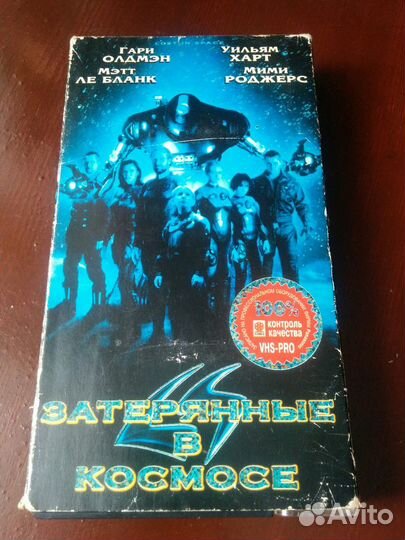 LOST IN SPACE
ГАРИ ОЛДМЭН
УИЛЬЯМ ХАРТ
МЭТТ ЛЕ БЛАНК
МИМИ РОДЖЕРС
100%
КОНТРОЛЬ КАЧЕСТВА
VHS-PRO
ЗАТЕРЯННЫЕ
В
КОСМОСЕ
Avito